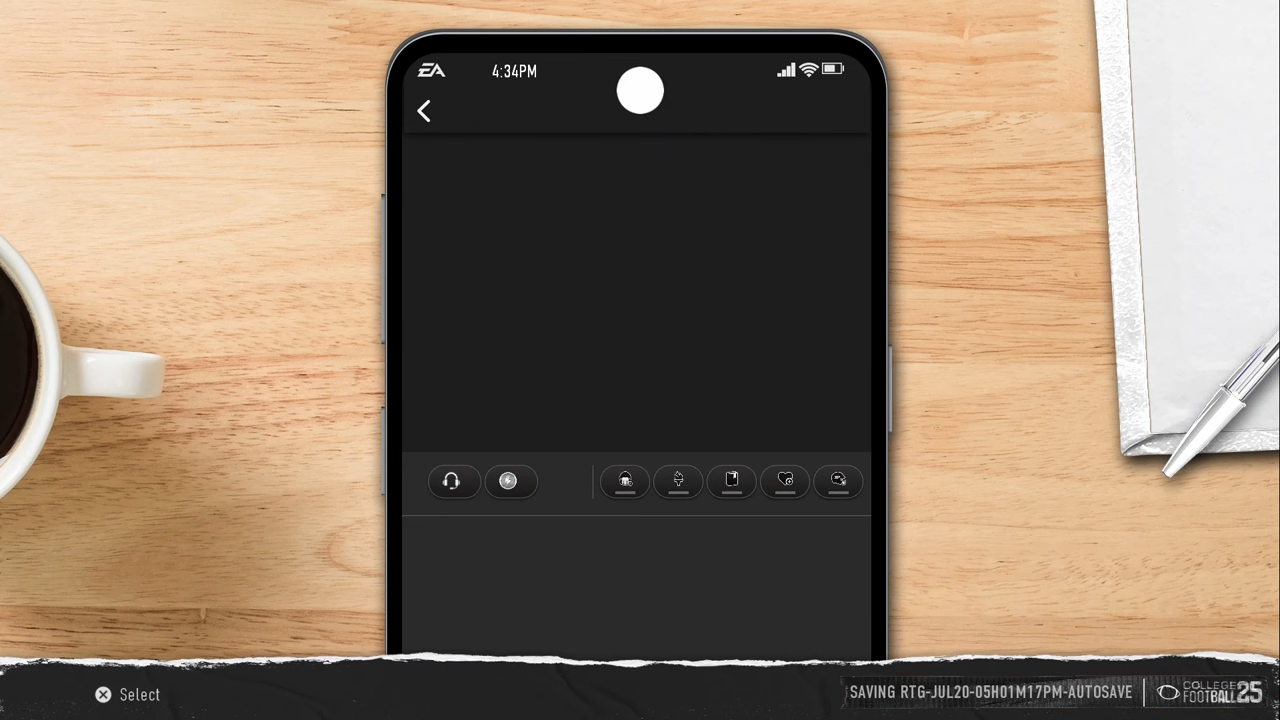 EA
4:34PM
Select
SAVING RTG-JUL20-05H01M17PM-AUTOSAVE
COLLEGE
FOOTBALL 25